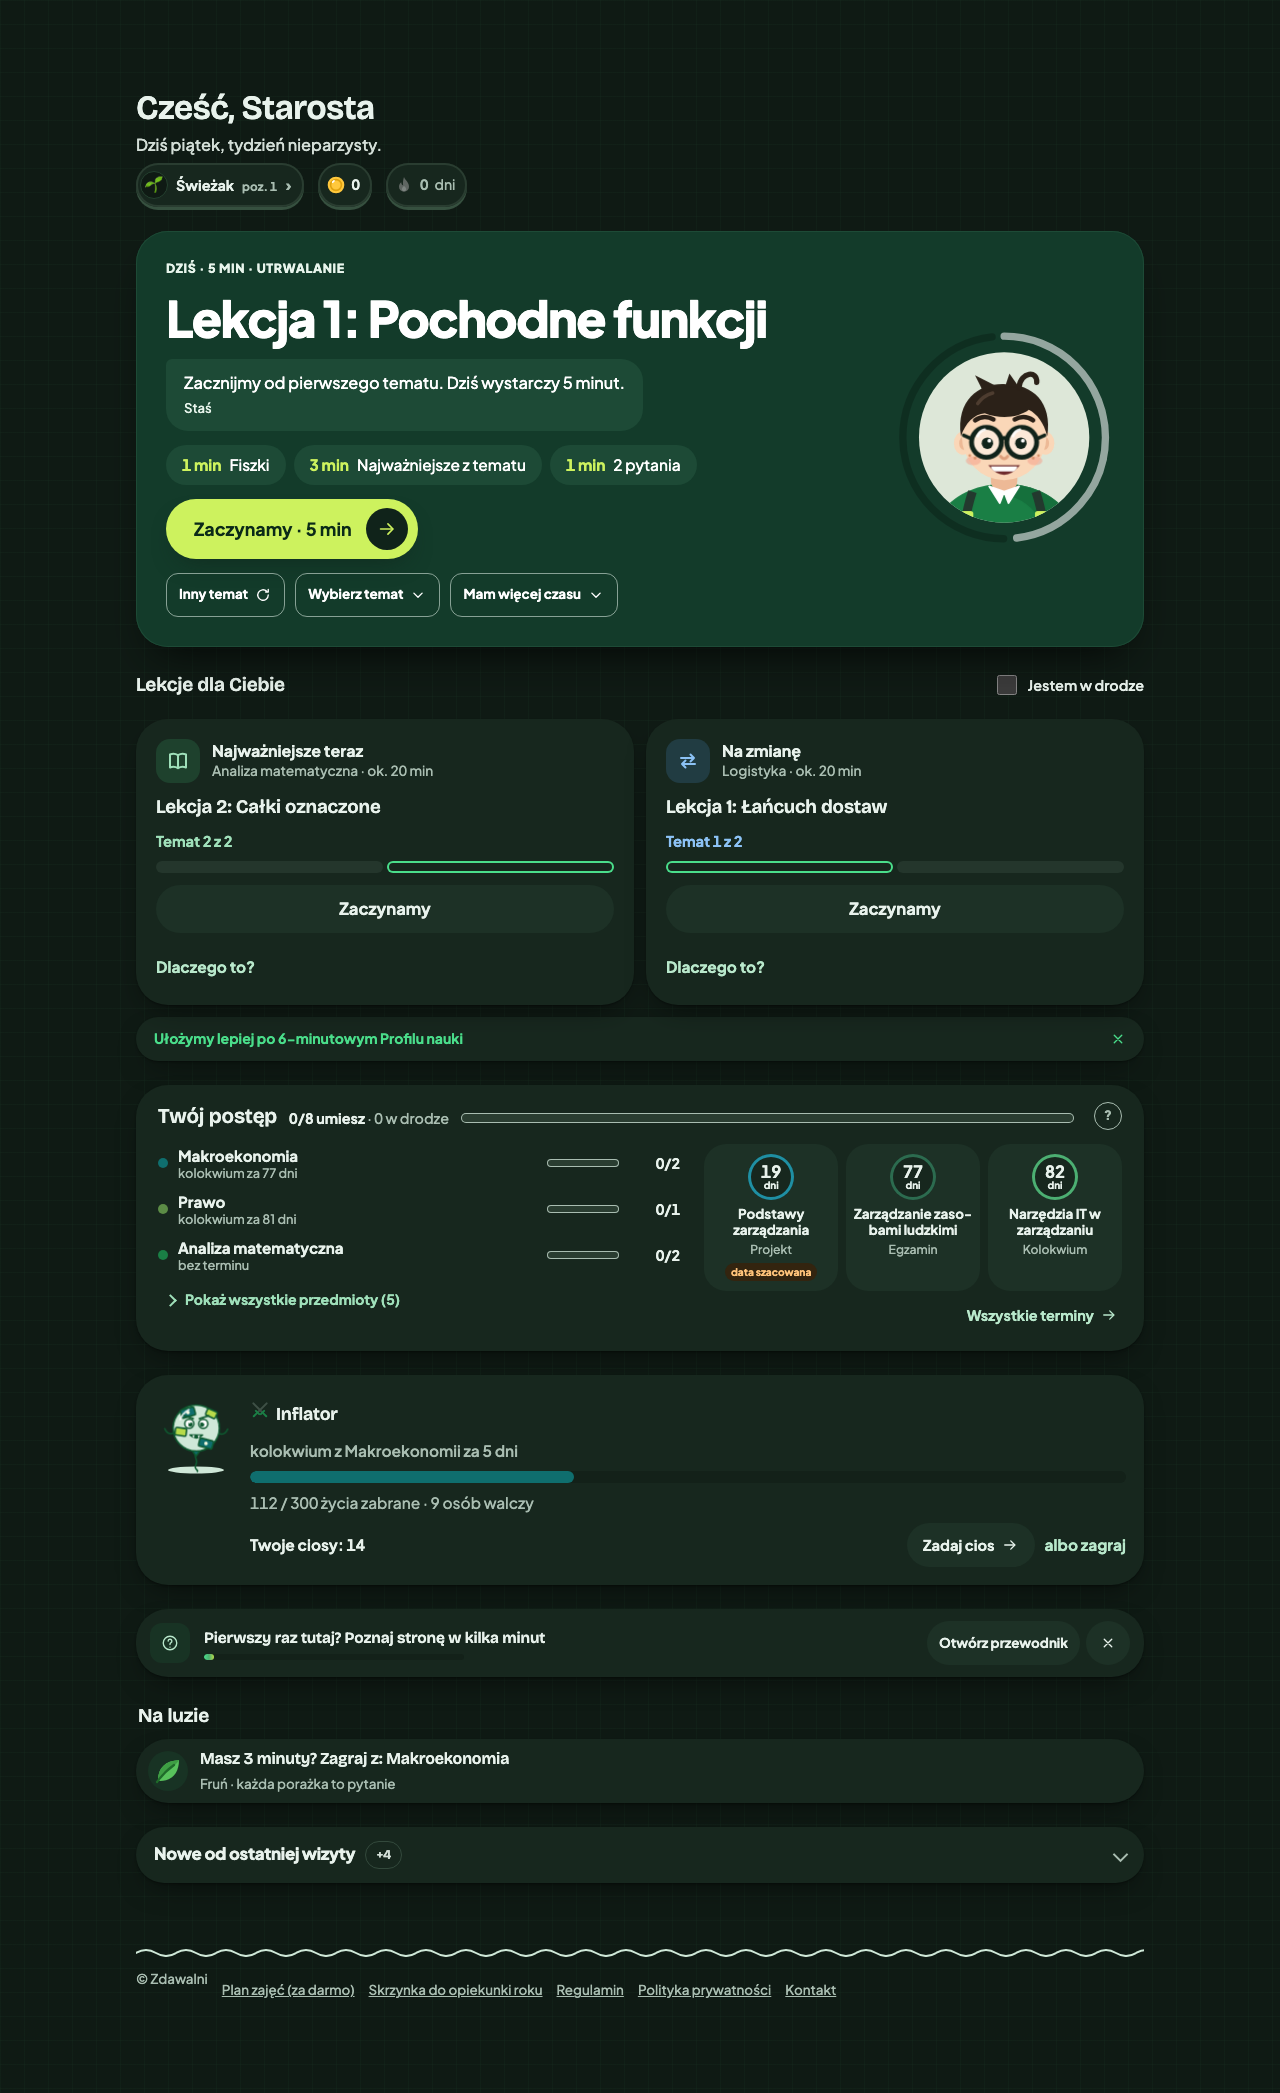 Cześć, Starosta
Dziś piątek, tydzień nieparzysty.
Świeżak poz. 1 ›
0
0 dni
DZIŚ · 5 MIN · UTRWALANIE
Lekcja 1: Pochodne funkcji
Zacznijmy od pierwszego tematu. Dziś wystarczy 5 minut.
Staś
1 min Fiszki
3 min Najważniejsze z tematu
1 min 2 pytania
Zaczynamy · 5 min
Inny temat
Wybierz temat
Mam więcej czasu
Lekcje dla Ciebie
Jestem w drodze
Najważniejsze teraz
Analiza matematyczna · ok. 20 min
Lekcja 2: Całki oznaczone
Temat 2 z 2
Zaczynamy
Dlaczego to?
Na zmianę
Logistyka · ok. 20 min
Lekcja 1: Łańcuch dostaw
Temat 1 z 2
Zaczynamy
Dlaczego to?
Ułożymy lepiej po 6-minutowym Profilu nauki
Twój postęp 0/8 umiesz · 0 w drodze
?
Makroekonomia
kolokwium za 77 dni
0/2
Prawo
kolokwium za 81 dni
0/1
Analiza matematyczna
bez terminu
0/2
Pokaż wszystkie przedmioty (5)
19
dni
Podstawy
zarządzania
Projekt
data szacowana
77
dni
Zarządzanie zaso-
bami ludzkimi
Egzamin
82
dni
Narzędzia IT w
zarządzaniu
Kolokwium
Wszystkie terminy →
Inflator
kolokwium z Makroekonomii za 5 dni
112 / 300 życia zabrane · 9 osób walczy
Twoje ciosy: 14
Zadaj cios →
albo zagraj
Pierwszy raz tutaj? Poznaj stronę w kilka minut
Otwórz przewodnik
Na luzie
Masz 3 minuty? Zagraj z: Makroekonomia
Fruń · każda porażka to pytanie
Nowe od ostatniej wizyty +4
© Zdawalni
Plan zajęć (za darmo) Skrzynka do opiekunki roku Regulamin Polityka prywatności Kontakt